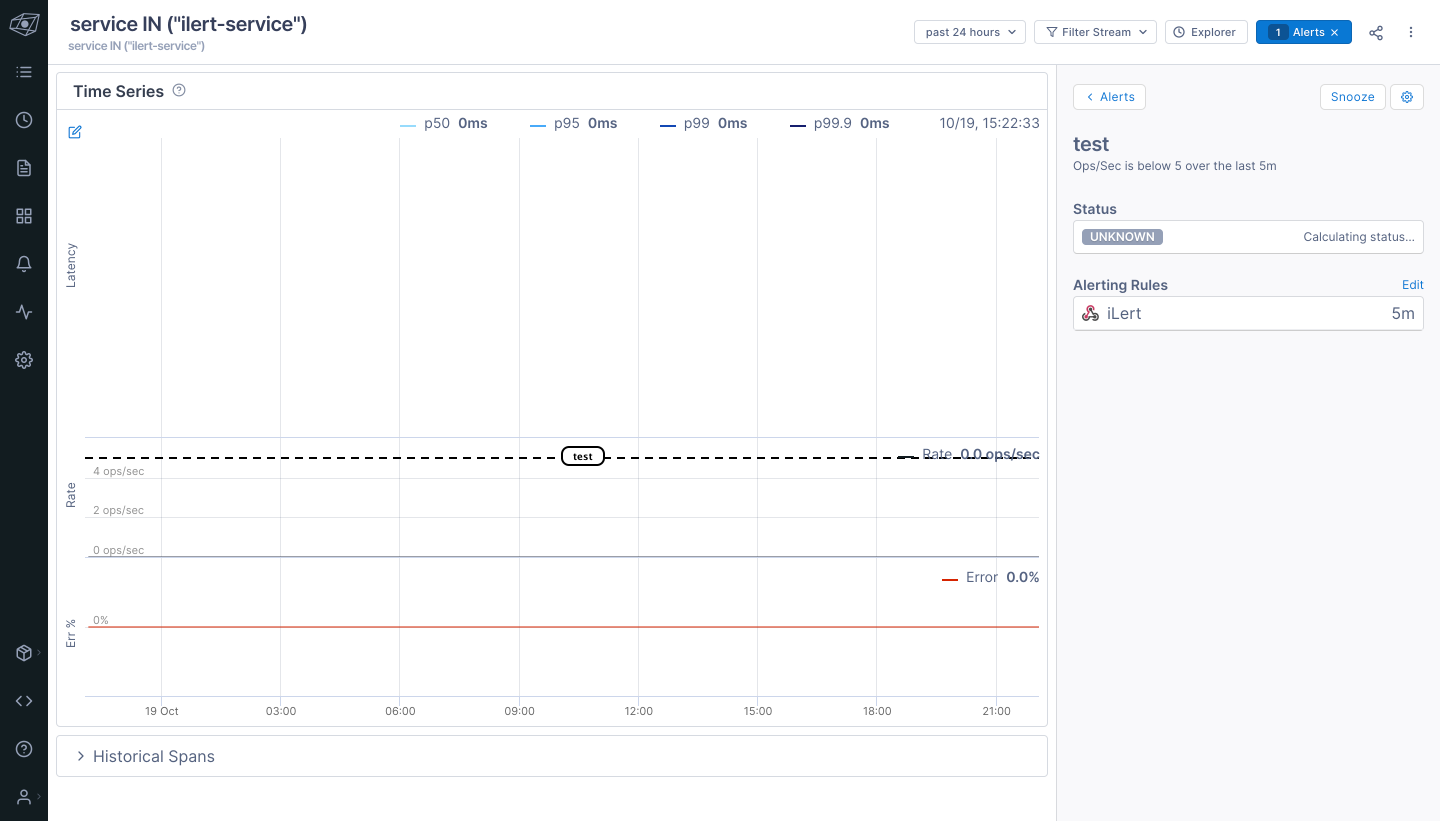 service IN ("ilert-service")
service IN ("ilert-service")
past 24 hours
Filter Stream
Explorer
1 Alerts ×
Time Series
p50 0ms
p95 0ms
p99 0ms
p99.9 0ms
10/19, 15:22:33
Latency
test
Rate 0.0 ops/sec
4 ops/sec
2 ops/sec
0 ops/sec
Rate
Error 0.0%
0%
Err %
19 Oct
03:00
06:00
09:00
12:00
15:00
18:00
21:00
Historical Spans
Alerts
Snooze
test
Ops/Sec is below 5 over the last 5m
Status
UNKNOWN
Calculating status...
Alerting Rules
Edit
iLert
5m